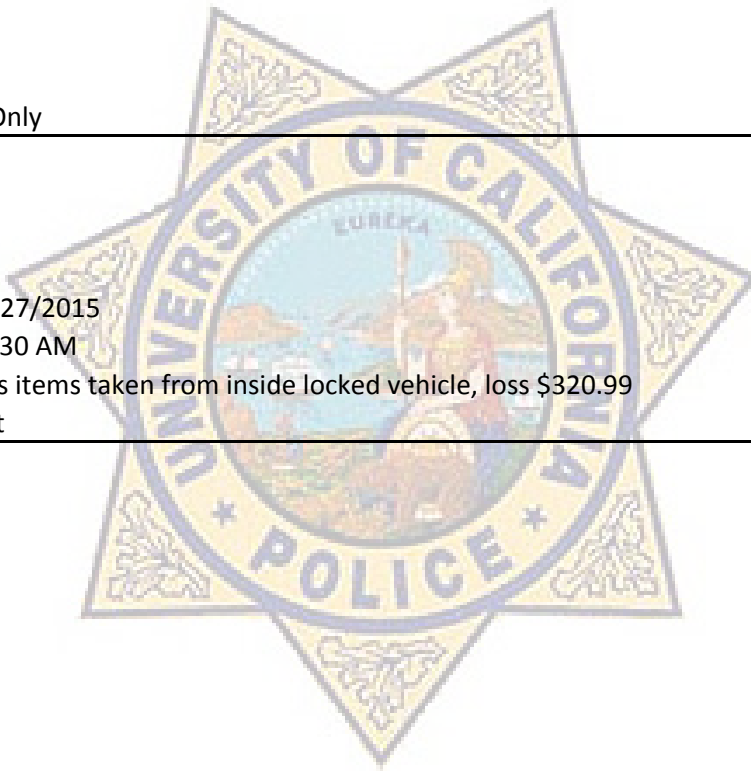 Only
UNIVERSITY OF CALIFORNIA
EUREKA
27/2015
30 AM
s items taken from inside locked vehicle, loss $320.99
t
POLICE